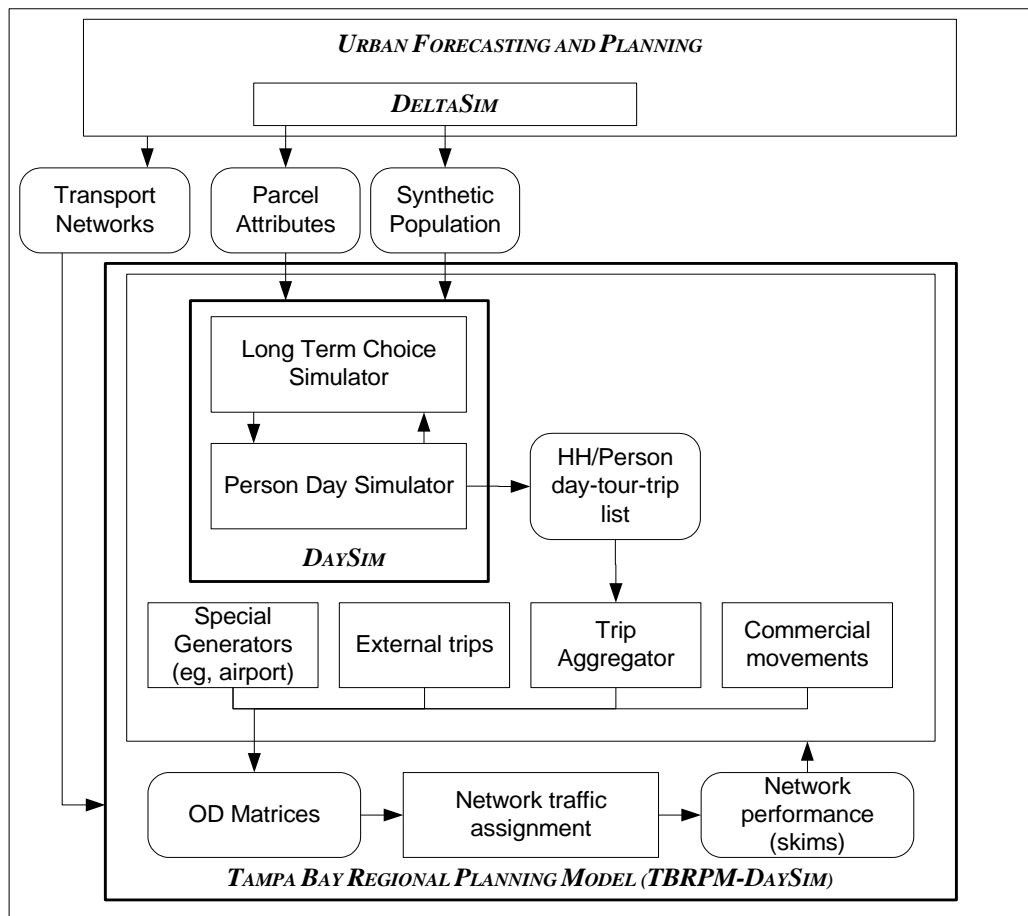 URBAN FORECASTING AND PLANNING
DELTASIM
Transport
Networks
Parcel
Attributes
Synthetic
Population
Long Term Choice
Simulator
Person Day Simulator
DAYSIM
HH/Person
day-tour-trip
list
Special
Generators
(eg, airport)
External trips
Trip
Aggregator
Commercial
movements
OD Matrices
Network traffic
assignment
Network
performance
(skims)
TAMPA BAY REGIONAL PLANNING MODEL (TBRPM-DAYSIM)